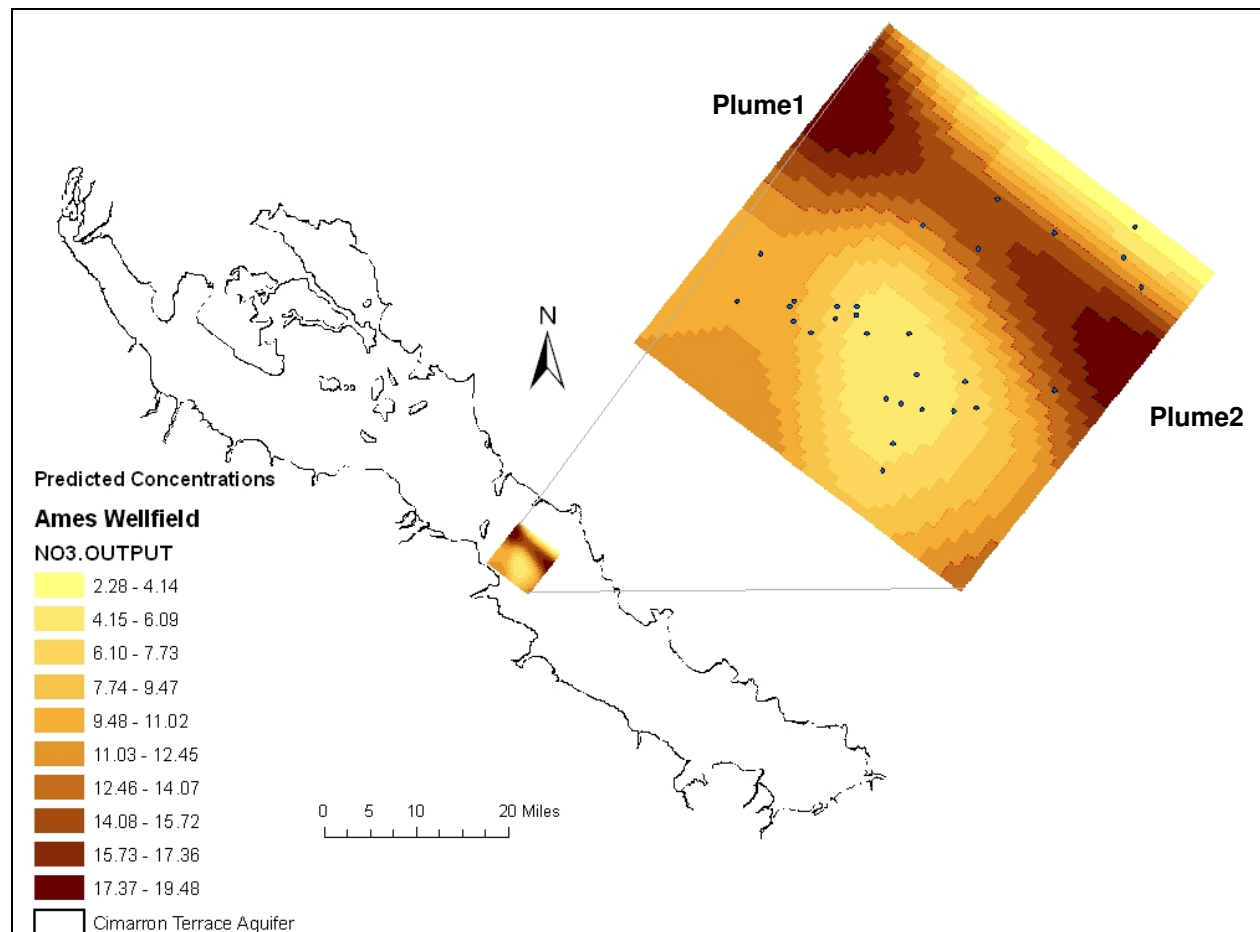 Plume1
Plume2
N
Predicted Concentrations
Ames Wellfield
NO3.OUTPUT
2.28 - 4.14
4.15 - 6.09
6.10 - 7.73
7.74 - 9.47
9.48 - 11.02
11.03 - 12.45
12.46 - 14.07
14.08 - 15.72
15.73 - 17.36
17.37 - 19.48
Cimarron Terrace Aquifer
0 5 10 20 Miles